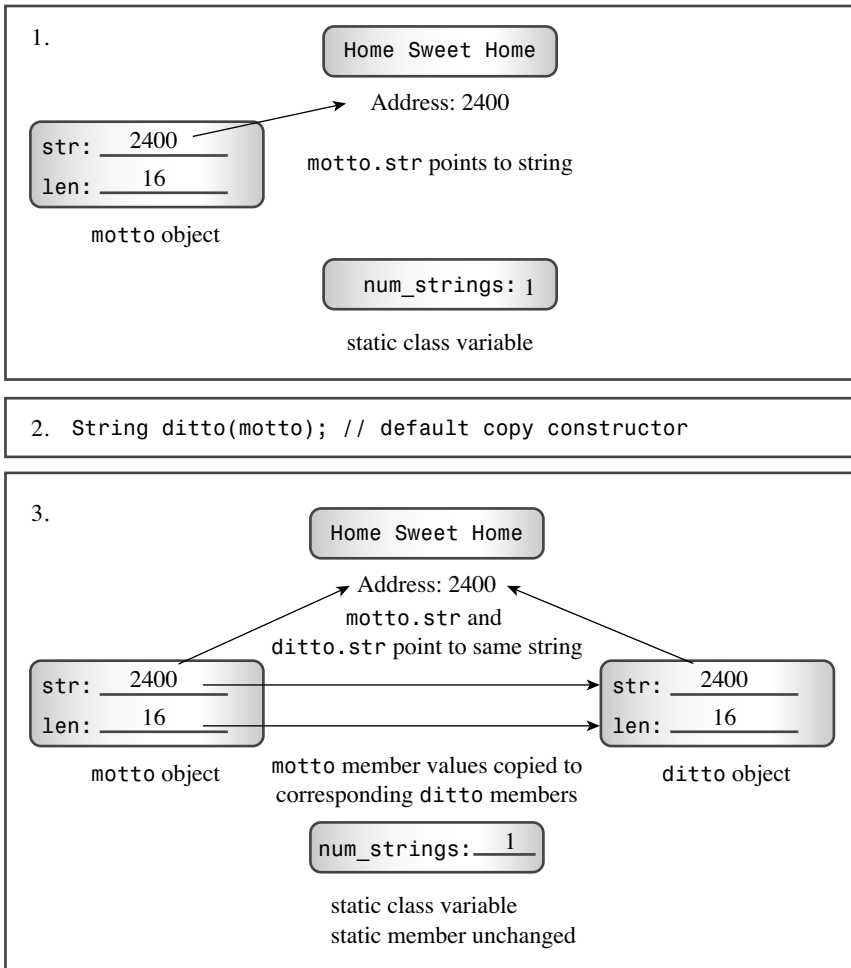 1.
Home Sweet Home
Address: 2400
str: 2400
motto.str points to string
len: 16
motto object
num_strings: 1
static class variable
2. String ditto(motto); // default copy constructor
3.
Home Sweet Home
Address: 2400
motto.str and
ditto.str point to same string
str: 2400
len: 16
motto object
str: 2400
len: 16
ditto object
motto member values copied to
corresponding ditto members
num_strings: 1
static class variable
static member unchanged